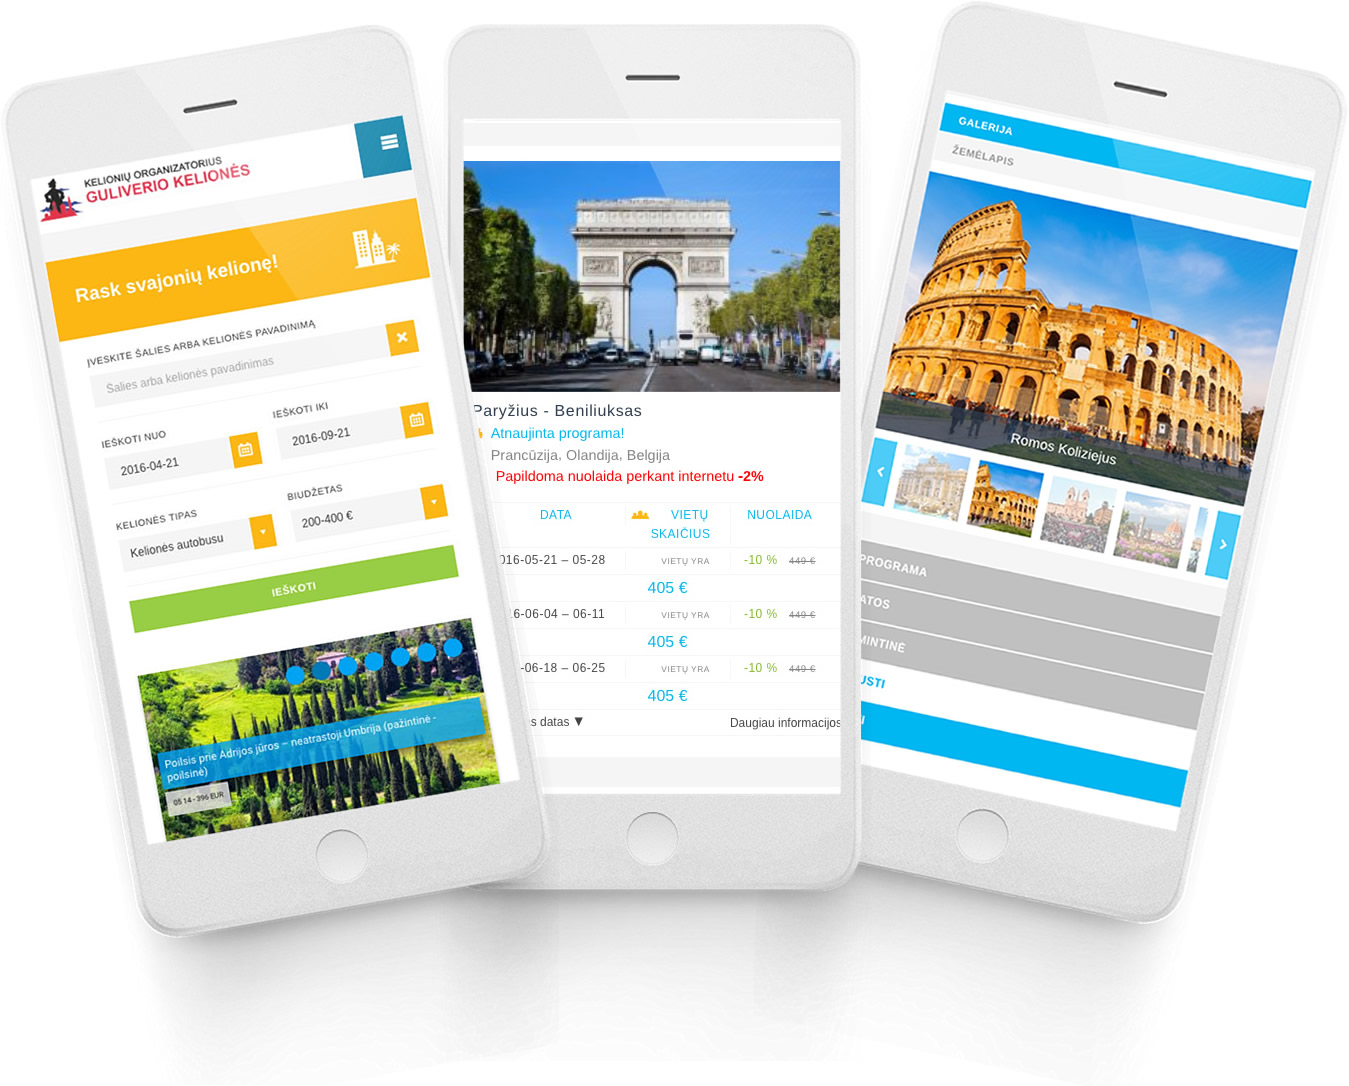 KELIONIŲ ORGANIZATORIUS
GULIVERIO KELIONĖS
Rask svajonių kelionę!
ĮVESKITE ŠALIES ARBA KELIONĖS PAVADINIMĄ
Šalies arba kelionės pavadinimas
IEŠKOTI NUO
IEŠKOTI IKI
2016-04-21
2016-09-21
KELIONĖS TIPAS
BIUDŽETAS
Kelionės autobusu
200-400 €
IEŠKOTI
Poilsis prie Adrijos jūros – neatrastoji Umbrija (pažintinė -
poilsinė)
05 14 - 396 EUR
Paryžius - Beniliuksas
Atnaujinta programa!
Prancūzija, Olandija, Belgija
Papildoma nuolaida perkant internetu -2%
DATA VIETŲ NUOLAIDA
SKAIČIUS
016-05-21 – 05-28 VIETŲ YRA -10 % 449 €
405 €
16-06-04 – 06-11 VIETŲ YRA -10 % 449 €
405 €
-06-18 – 06-25 VIETŲ YRA -10 % 449 €
405 €
s datas ▼ Daugiau informacijos
GALERIJA
ŽEMĖLAPIS
Romos Koliziejus
PROGRAMA
ATOS
MINTINĖ
USTI